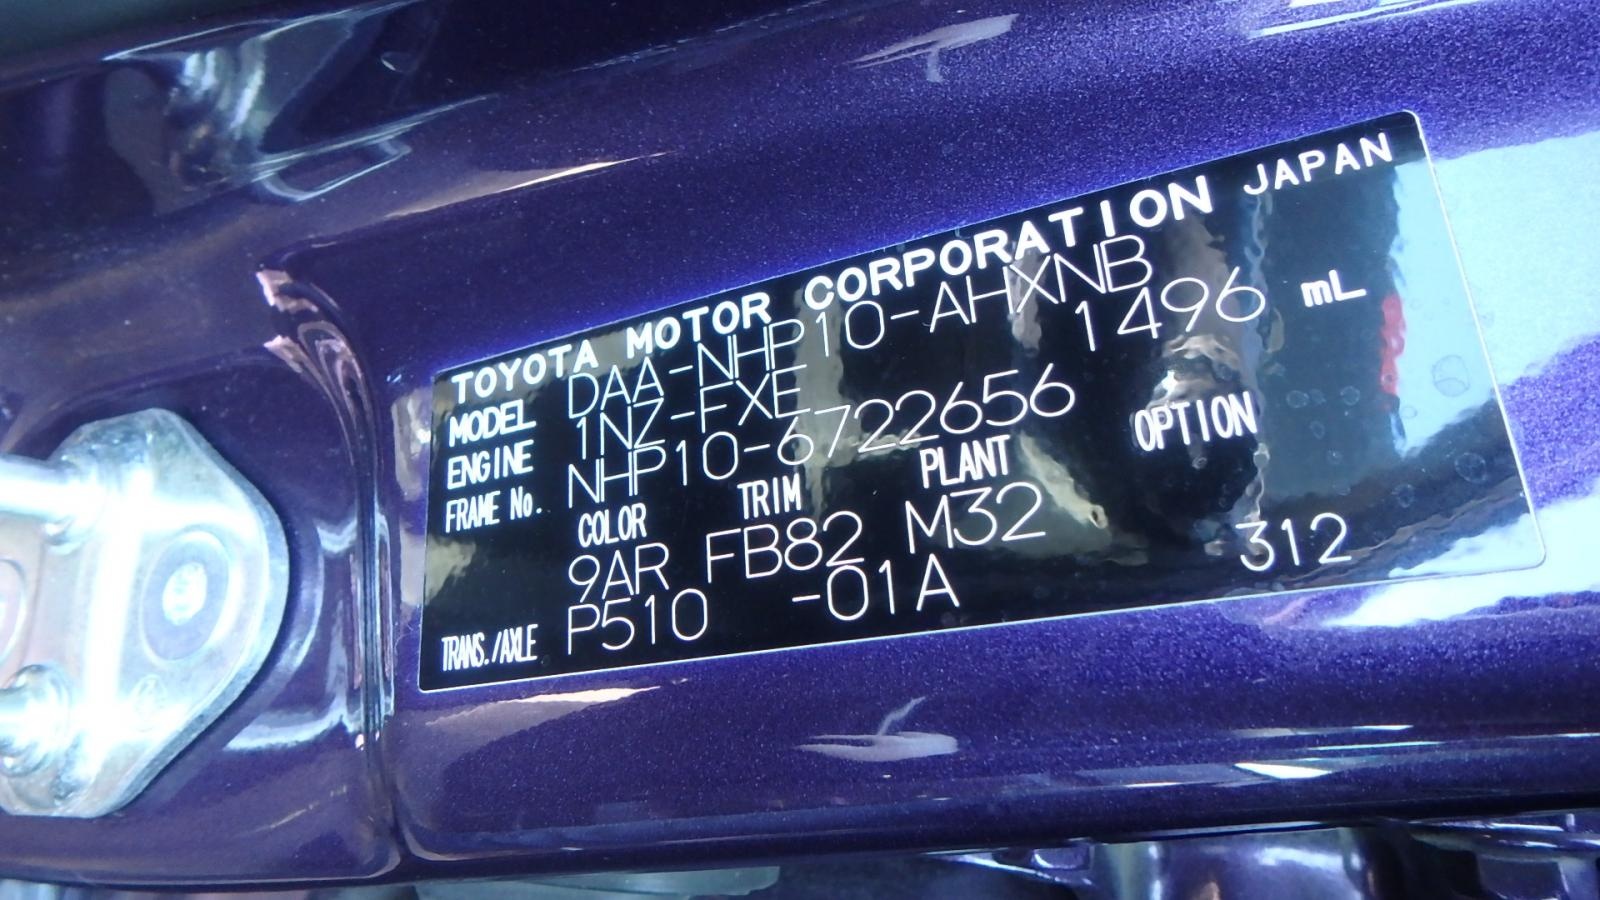 TOYOTA MOTOR CORPORATION JAPAN
MODEL DAA-NHP10-AHXNB
ENGINE 1NZ-FXE 1496 mL
FRAME No. NHP10-6722656
COLOR TRIM PLANT OPTION
9AR FB82 M32
TRANS./AXLE P510 -01A 312